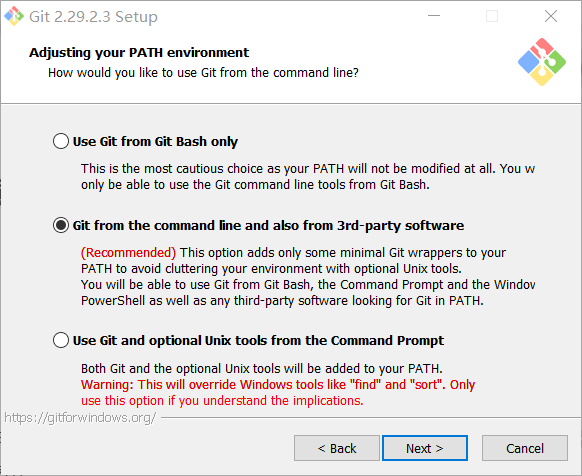 Git 2.29.2.3 Setup
Adjusting your PATH environment
How would you like to use Git from the command line?
Use Git from Git Bash only
This is the most cautious choice as your PATH will not be modified at all. You w
only be able to use the Git command line tools from Git Bash.
Git from the command line and also from 3rd-party software
(Recommended) This option adds only some minimal Git wrappers to your
PATH to avoid cluttering your environment with optional Unix tools.
You will be able to use Git from Git Bash, the Command Prompt and the Window
PowerShell as well as any third-party software looking for Git in PATH.
Use Git and optional Unix tools from the Command Prompt
Both Git and the optional Unix tools will be added to your PATH.
Warning: This will override Windows tools like "find" and "sort". Only
use this option if you understand the implications.
https://gitforwindows.org/
< Back
Next >
Cancel